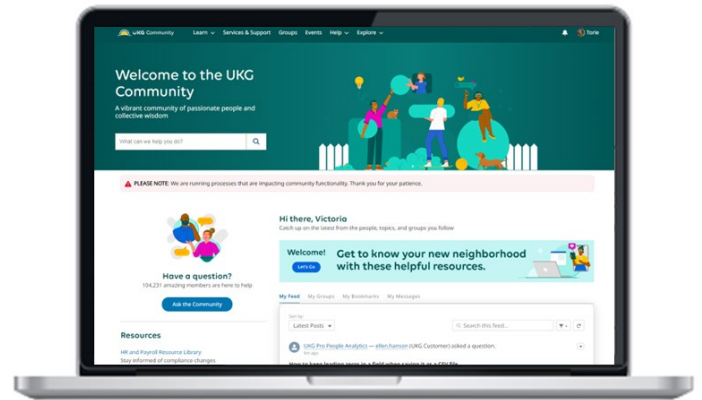 UKG Community
Learn
Services & Support
Groups
Events
Help
Explore
Torie
Welcome to the UKG
Community
A vibrant community of passionate people and
collective wisdom
What can we help you do?
PLEASE NOTE: We are running processes that are impacting community functionality. Thank you for your patience.
Have a question?
104,231 amazing members are here to help
Ask the Community
Resources
HR and Payroll Resource Library
Stay informed of compliance changes
Hi there, Victoria
Catch up on the latest from the people, topics, and groups you follow
Welcome!
Let's Go
Get to know your new neighborhood
with these helpful resources.
My Feed
My Groups
My Bookmarks
My Messages
Sort by:
Latest Posts
Search this feed...
UKG Pro People Analytics — ellen.hanson (UKG Customer) asked a question.